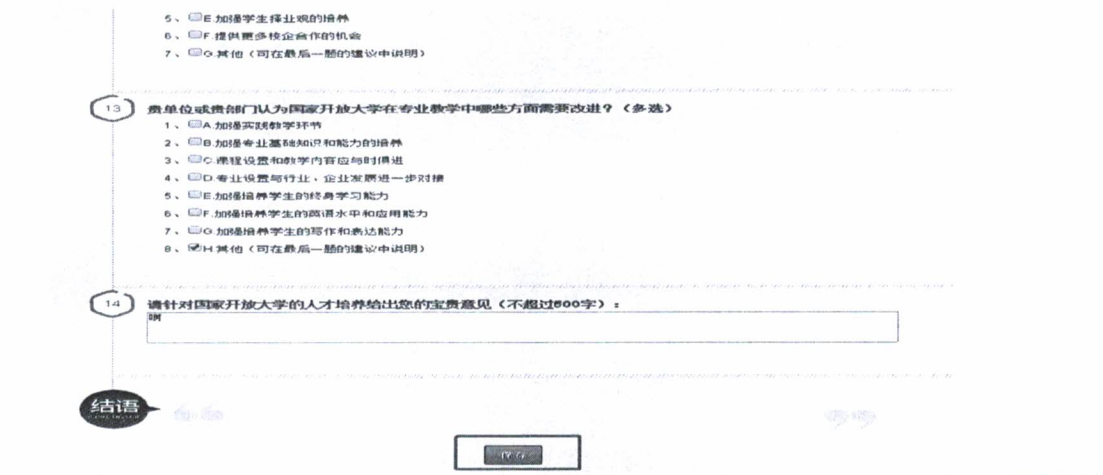 5、E.加强学生择业观的培养
6、F.提供更多校企合作的机会
7、G.其他（可在最后一题的建议中说明）
13 贵单位或贵部门认为国家开放大学在专业教学中哪些方面需要改进？（多选）
1、A.加强实践教学环节
2、B.加强专业基础知识和能力的培养
3、C.课程设置和教学内容应与时俱进
4、D.专业设置与行业、企业发展进一步对接
5、E.加强培养学生的终身学习能力
6、F.加强培养学生的英语水平和应用能力
7、G.加强培养学生的写作和表达能力
8、H.其他（可在最后一题的建议中说明）
14 请针对国家开放大学的人才培养给出您的宝贵意见（不超过500字）：
结语
保存